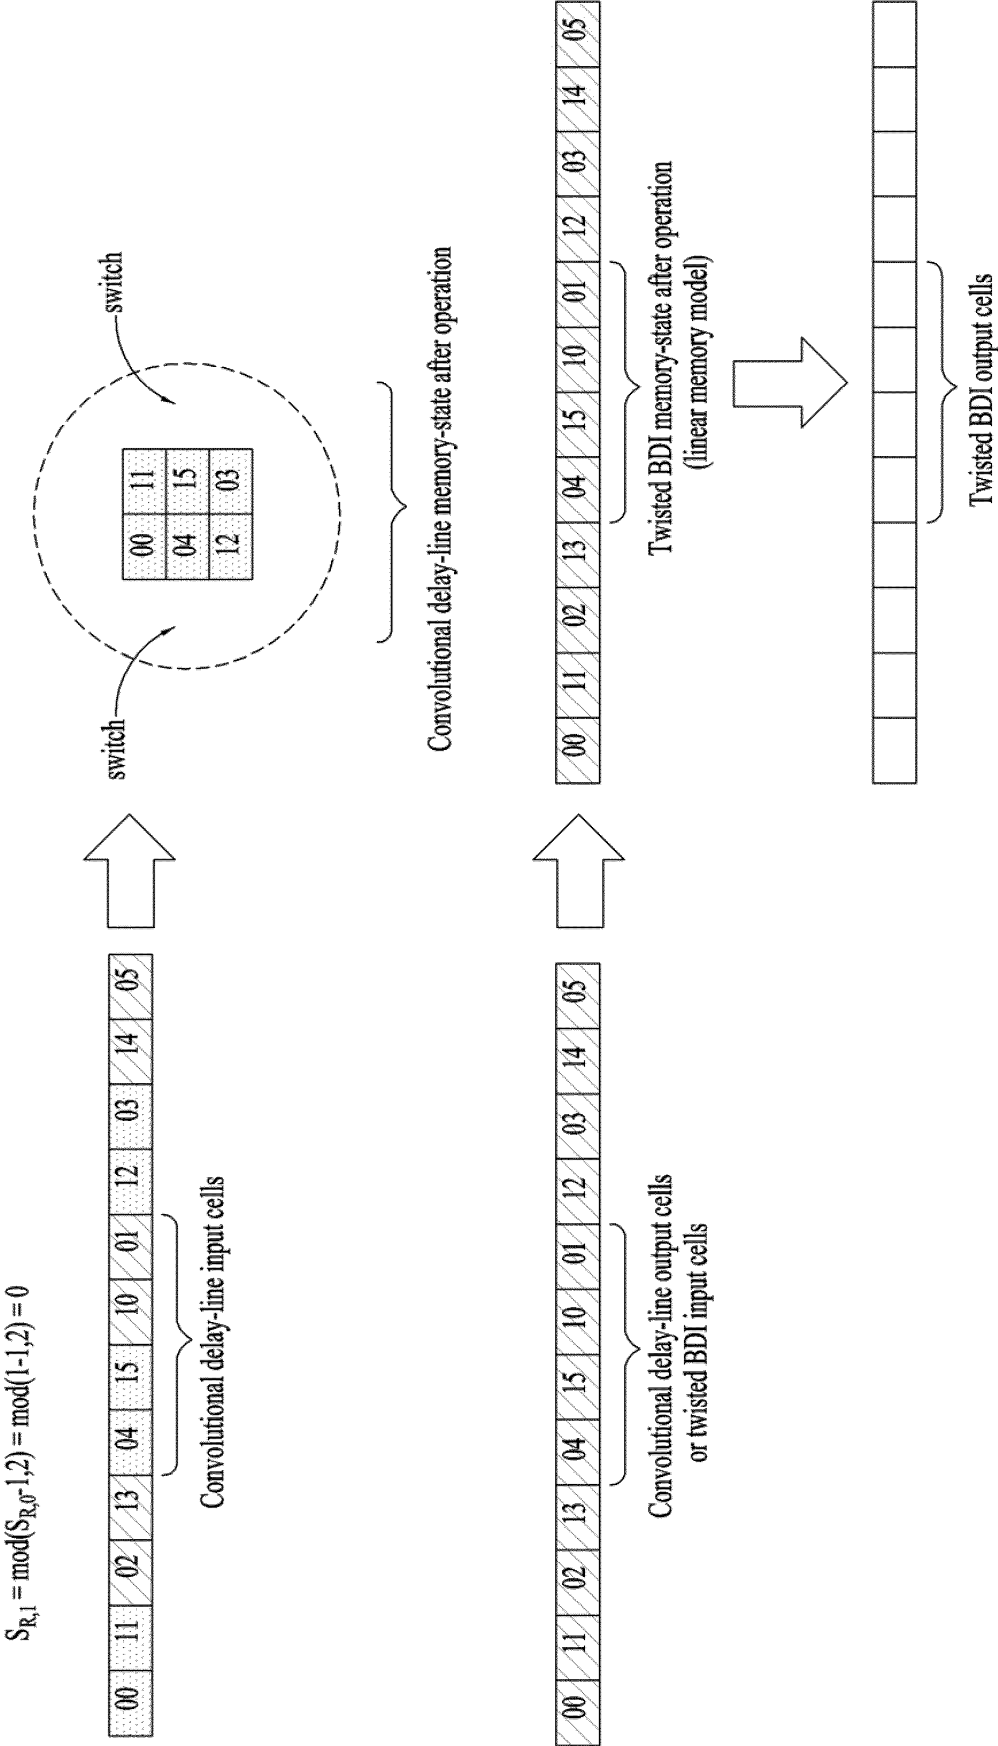 S_R,1 = mod(S_R,0-1,2) = mod(1-1,2) = 0
00 11 02 13 04 15 10 01 12 03 14 05
Convolutional delay-line input cells
switch
switch
00 11
04 15
12 03
Convolutional delay-line memory-state after operation
00 11 02 13 04 15 10 01 12 03 14 05
Convolutional delay-line output cells
or twisted BDI input cells
00 11 02 13 04 15 10 01 12 03 14 05
Twisted BDI memory-state after operation
(linear memory model)
Twisted BDI output cells